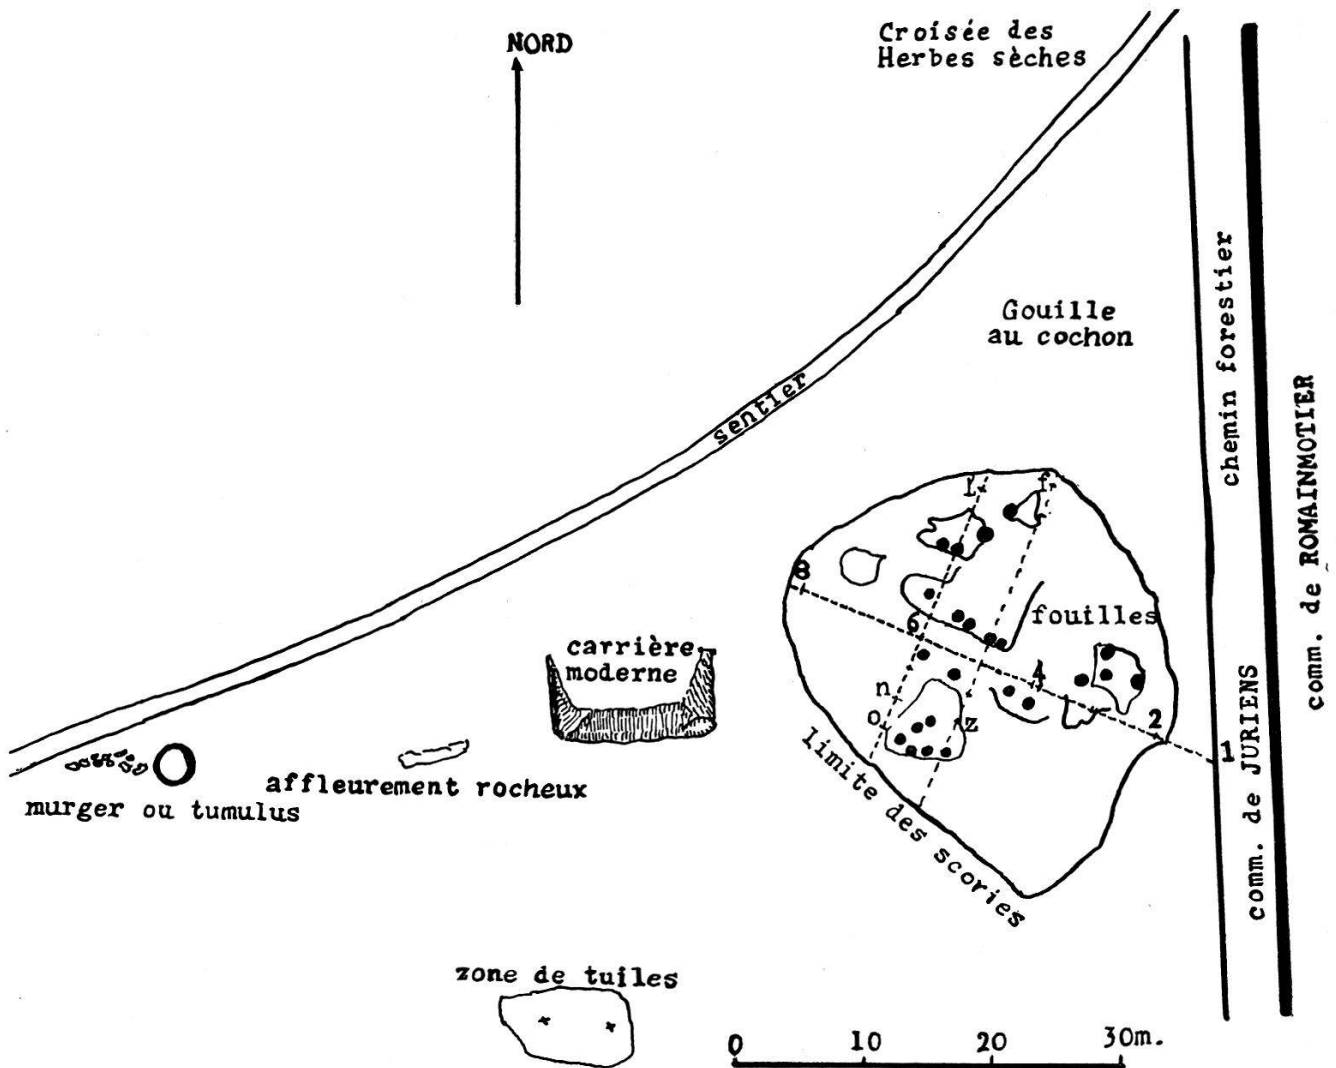 NORD
Croisée des
Herbes sèches
Gouille
au cochon
sentier
chemin forestier
comm. de JURIENS
comm. de ROMAINMOTIER
f
8
fouilles
6
4
n
o
z
2
1
carrière
moderne
limite des scories
affleurement rocheux
murger ou tumulus
zone de tuiles
0 10 20 30m.